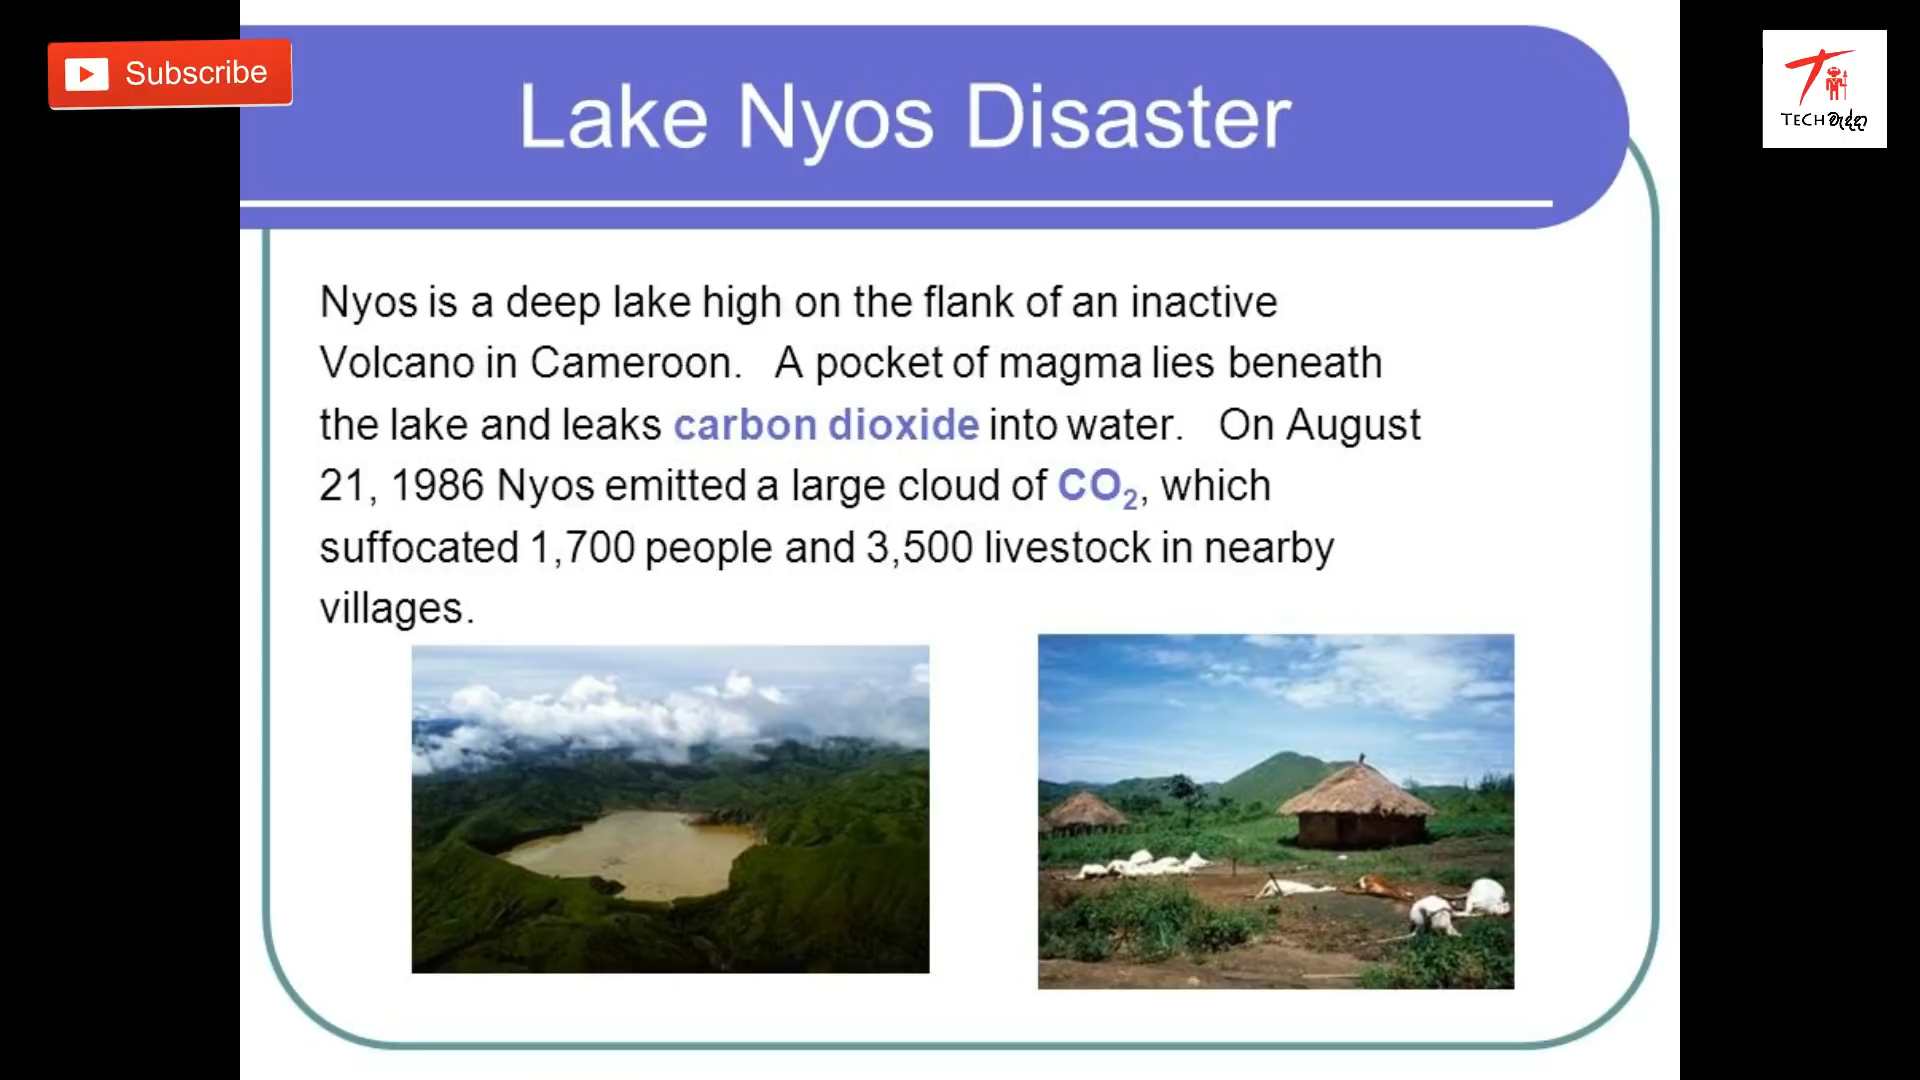 Subscribe
Lake Nyos Disaster
TECH වැද්දා
Nyos is a deep lake high on the flank of an inactive
Volcano in Cameroon. A pocket of magma lies beneath
the lake and leaks carbon dioxide into water. On August
21, 1986 Nyos emitted a large cloud of CO₂, which
suffocated 1,700 people and 3,500 livestock in nearby
villages.